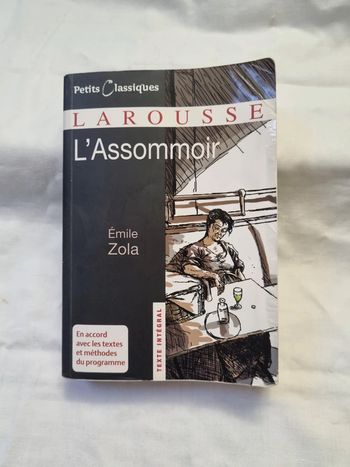 Petits Classiques
LAROUSSE
L'Assommoir
Émile
Zola
En accord
avec les textes
et méthodes
du programme
TEXTE INTÉGRAL